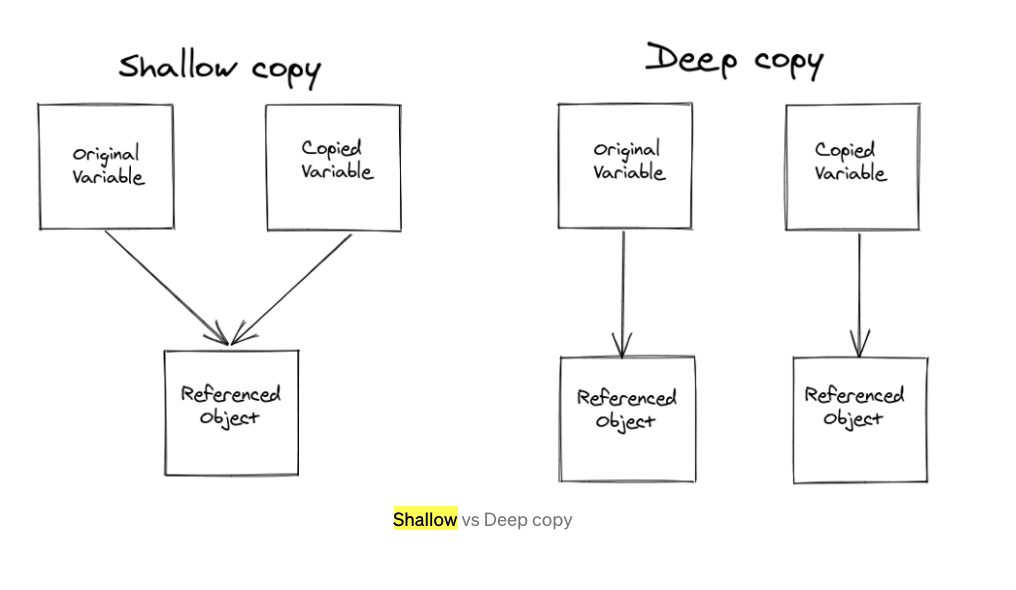 Shallow copy
Original
Variable
Copied
Variable
Referenced
Object
Deep copy
Original
Variable
Copied
Variable
Referenced
Object
Referenced
Object
Shallow vs Deep copy